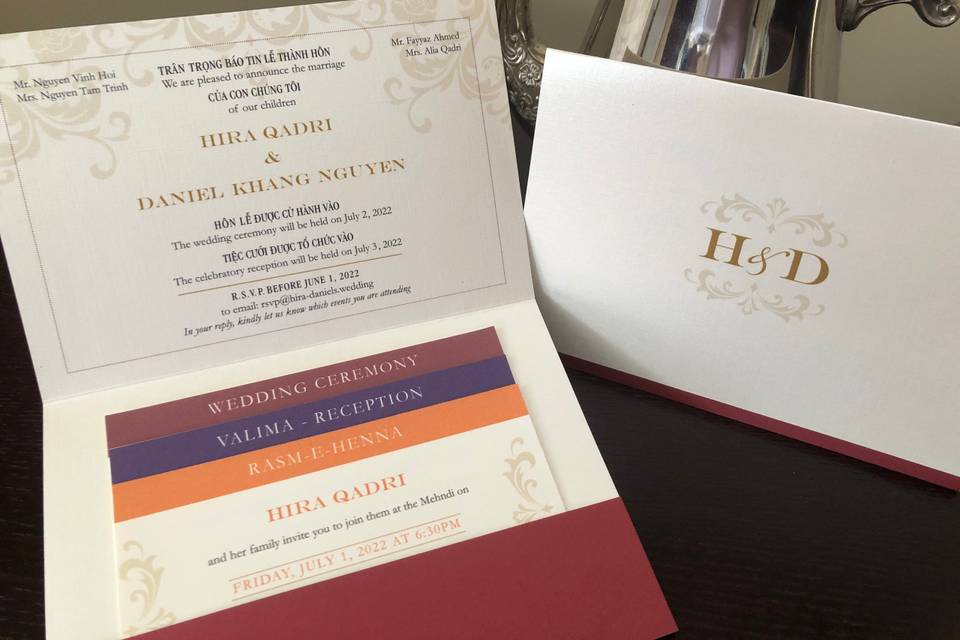 Mr. Nguyen Vinh Hoi
Mrs. Nguyen Tam Trinh
Mr. Fayyaz Ahmed
Mrs. Alia Qadri
TRÂN TRỌNG BÁO TIN LỄ THÀNH HÔN
We are pleased to announce the marriage
CỦA CON CHÚNG TÔI
of our children
HIRA QADRI
&
DANIEL KHANG NGUYEN
HÔN LỄ ĐƯỢC CỬ HÀNH VÀO
The wedding ceremony will be held on July 2, 2022
TIỆC CƯỚI ĐƯỢC TỔ CHỨC VÀO
The celebratory reception will be held on July 3, 2022
R.S.V.P. BEFORE JUNE 1, 2022
to email: rsvp@hira-daniels.wedding
In your reply, kindly let us know which events you are attending
WEDDING CEREMONY
VALIMA - RECEPTION
RASM-E-HENNA
HIRA QADRI
and her family invite you to join them at the Mehndi on
FRIDAY, JULY 1, 2022 AT 6:30PM
H&D